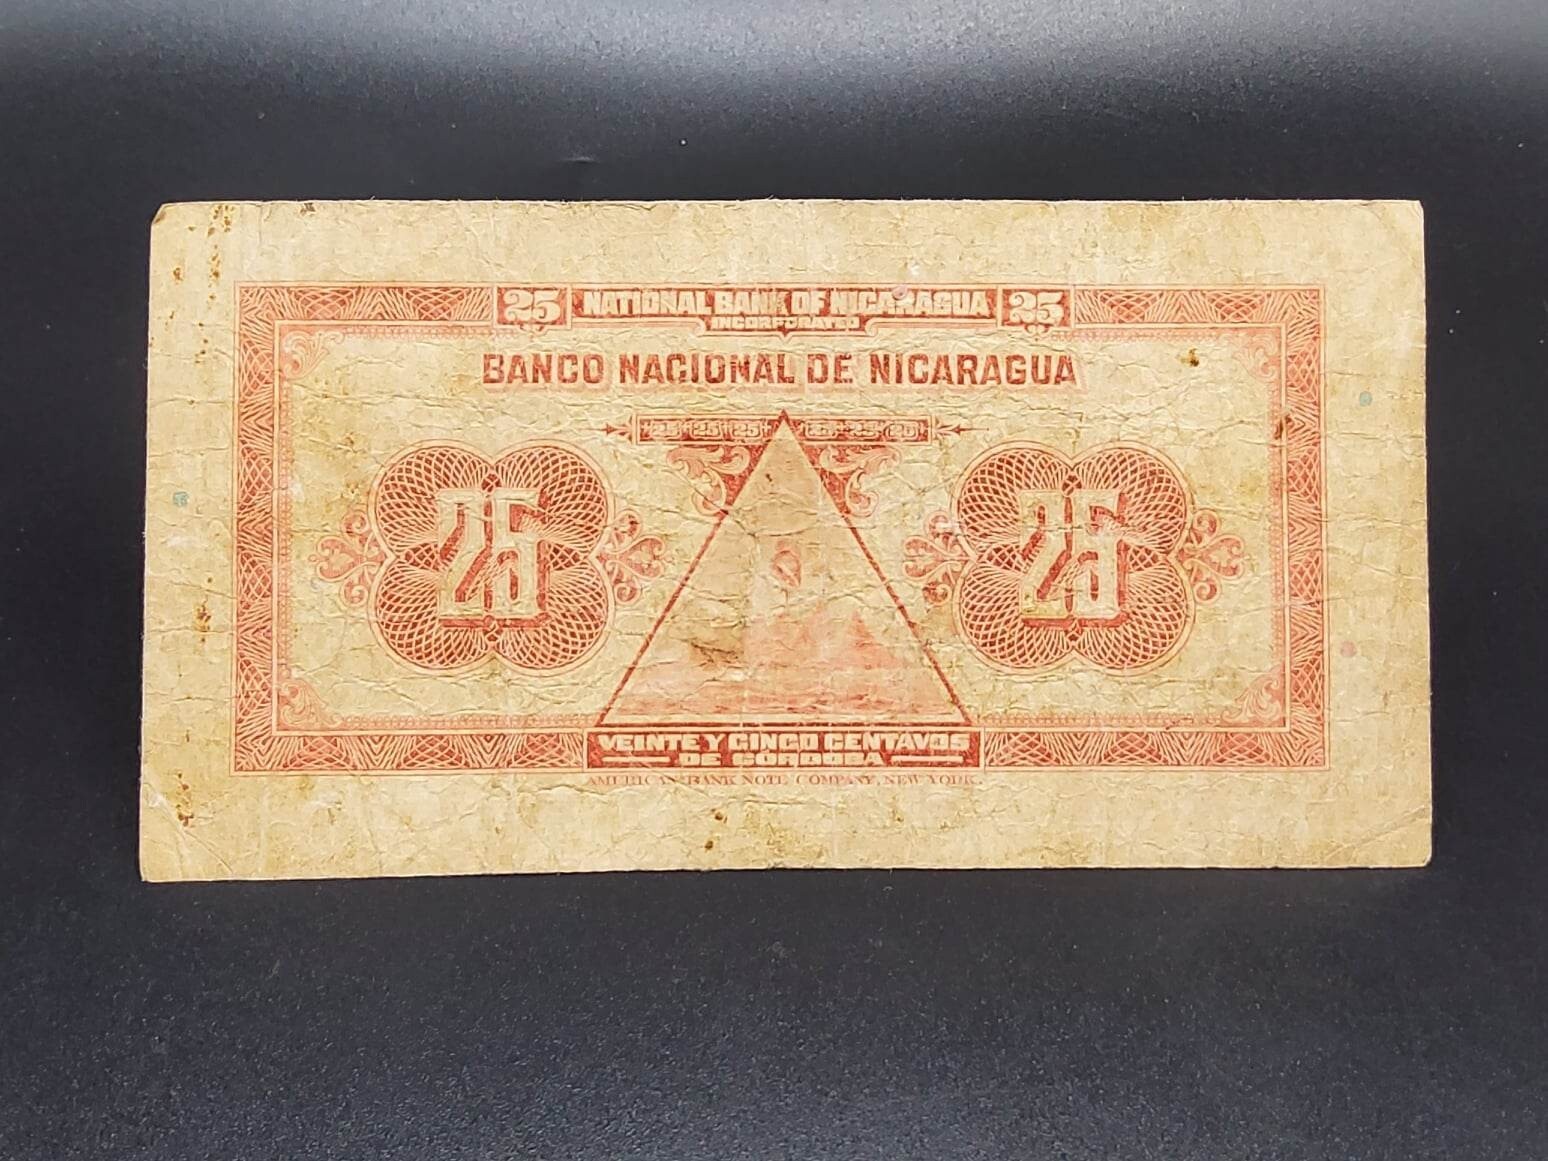 25 NATIONAL BANK OF NICARAGUA 25
INCORPORATED
BANCO NACIONAL DE NICARAGUA
25 25 25 25 25 25
25 25
VEINTE Y CINCO CENTAVOS
DE CORDOBA
AMERICAN BANK NOTE COMPANY, NEW YORK.